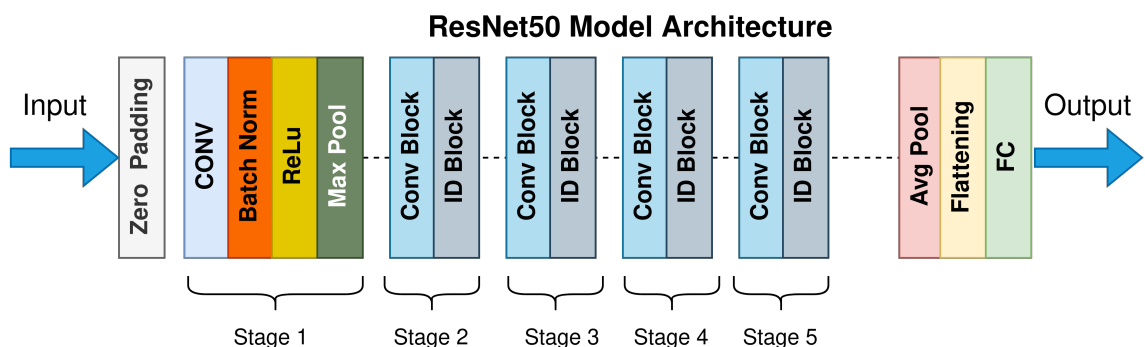 ResNet50 Model Architecture
Input
Zero Padding
CONV
Batch Norm
ReLu
Max Pool
Conv Block
ID Block
Conv Block
ID Block
Conv Block
ID Block
Conv Block
ID Block
Avg Pool
Flattening
FC
Output
Stage 1
Stage 2
Stage 3
Stage 4
Stage 5